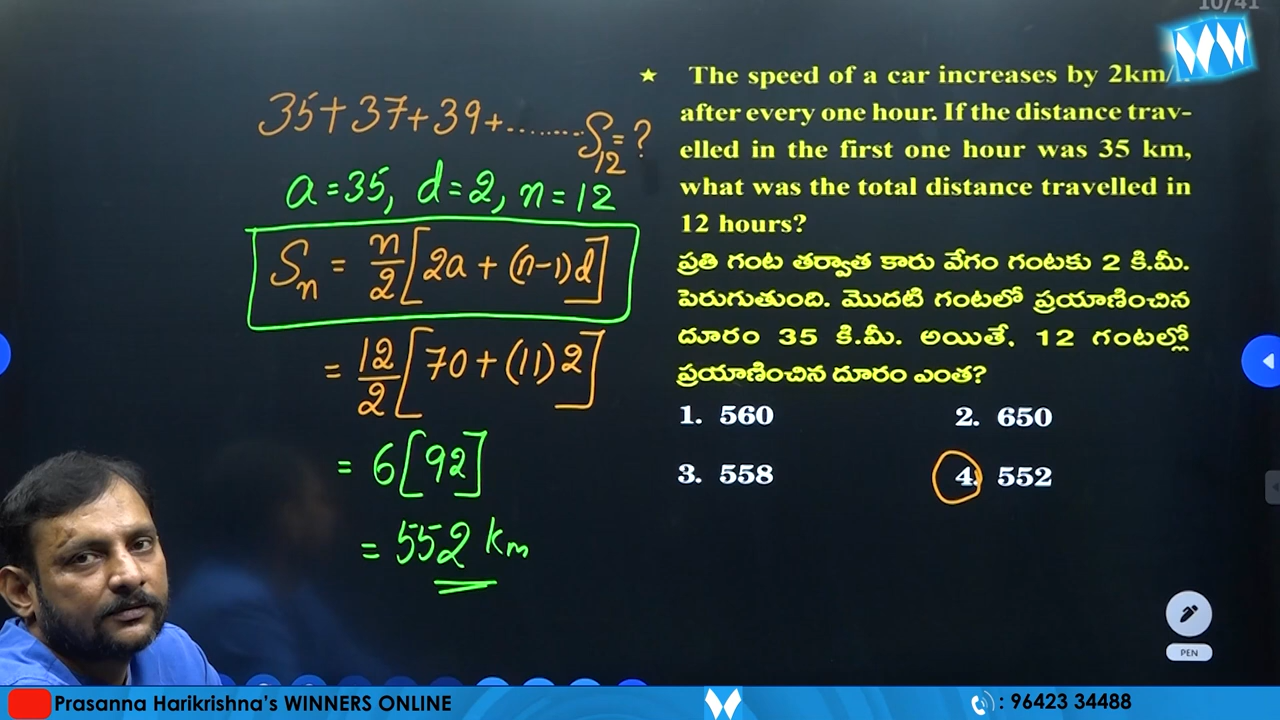 10/41
W
★ The speed of a car increases by 2km/
after every one hour. If the distance trav-
elled in the first one hour was 35 km,
what was the total distance travelled in
12 hours?
ప్రతి గంట తర్వాత కారు వేగం గంటకు 2 కి.మీ.
పెరుగుతుంది. మొదటి గంటలో ప్రయాణించిన
దూరం 35 కి.మీ. అయితే, 12 గంటల్లో
ప్రయాణించిన దూరం ఎంత?
1. 560 2. 650
3. 558 4. 552
35+37+39+........S₁₂=?
a=35, d=2, n=12
Sₙ = n/2[2a+(n-1)d]
= 12/2[70+(11)2]
= 6[92]
= 552 km
PEN
Prasanna Harikrishna's WINNERS ONLINE
W
: 96423 34488